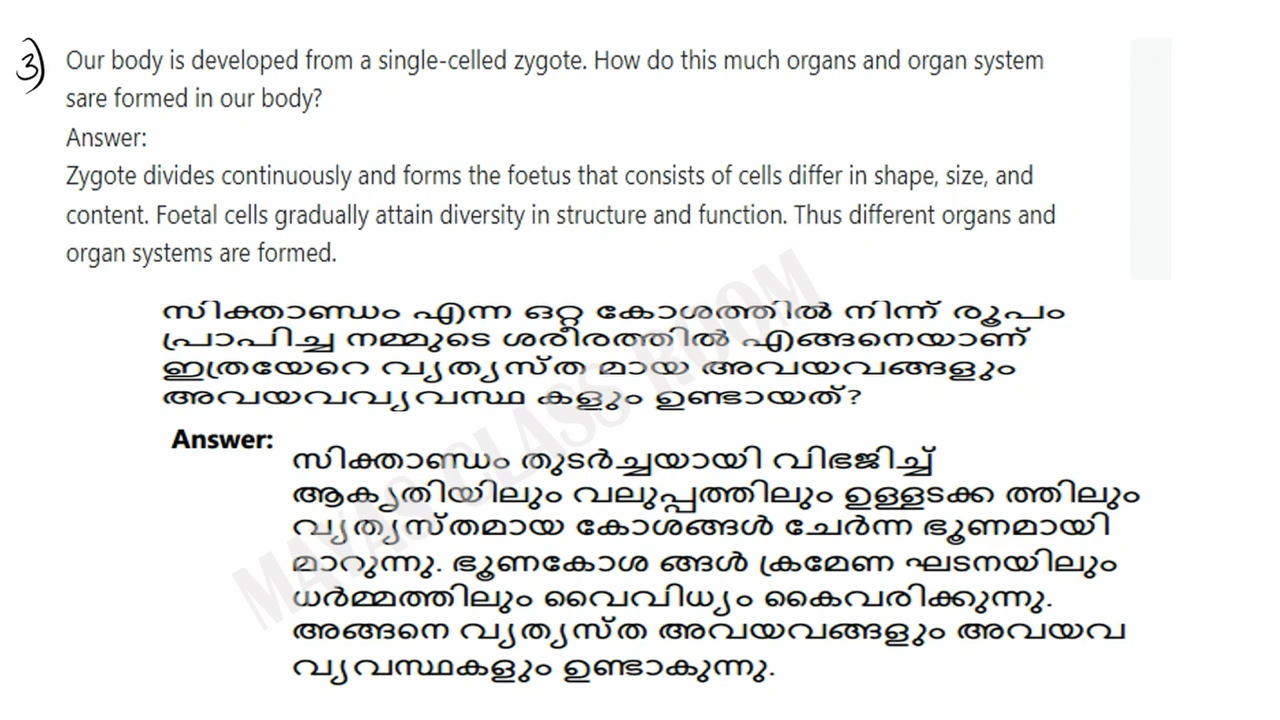 3)
Our body is developed from a single-celled zygote. How do this much organs and organ system
sare formed in our body?
Answer:
Zygote divides continuously and forms the foetus that consists of cells differ in shape, size, and
content. Foetal cells gradually attain diversity in structure and function. Thus different organs and
organ systems are formed.
സിക്താണ്ഡം എന്ന ഒറ്റ കോശത്തിൽ നിന്ന് രൂപം
പ്രാപിച്ച നമ്മുടെ ശരീരത്തിൽ എങ്ങനെയാണ്
ഇത്രയേറെ വ്യത്യസ്ത മായ അവയവങ്ങളും
അവയവവ്യവസ്ഥ കളും ഉണ്ടായത്?
Answer:
സിക്താണ്ഡം തുടർച്ചയായി വിഭജിച്ച്
ആകൃതിയിലും വലുപ്പത്തിലും ഉള്ളടക്ക ത്തിലും
വ്യത്യസ്തമായ കോശങ്ങൾ ചേർന്ന ഭ്രൂണമായി
മാറുന്നു. ഭ്രൂണകോശ ങ്ങൾ ക്രമേണ ഘടനയിലും
ധർമ്മത്തിലും വൈവിധ്യം കൈവരിക്കുന്നു.
അങ്ങനെ വ്യത്യസ്ത അവയവങ്ങളും അവയവ
വ്യവസ്ഥകളും ഉണ്ടാകുന്നു.
MAYAS CLASS ROOM